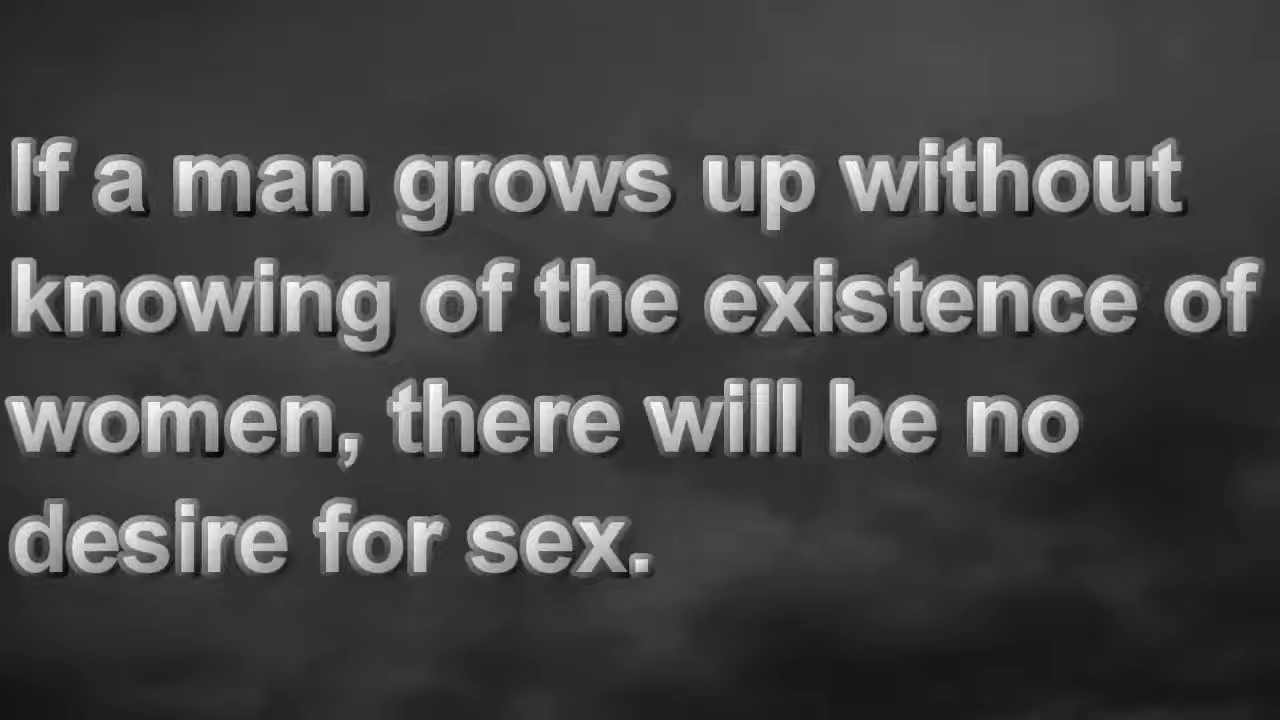 If a man grows up without
knowing of the existence of
women, there will be no
desire for sex.